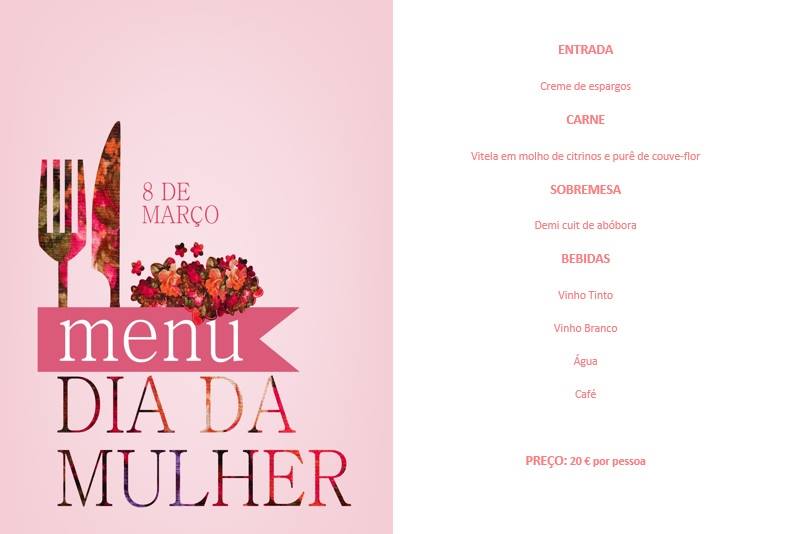 8 DE
MARÇO
menu
DIA DA
MULHER
ENTRADA
Creme de espargos
CARNE
Vitela em molho de citrinos e purê de couve-flor
SOBREMESA
Demi cuit de abóbora
BEBIDAS
Vinho Tinto
Vinho Branco
Água
Café
PREÇO: 20 € por pessoa